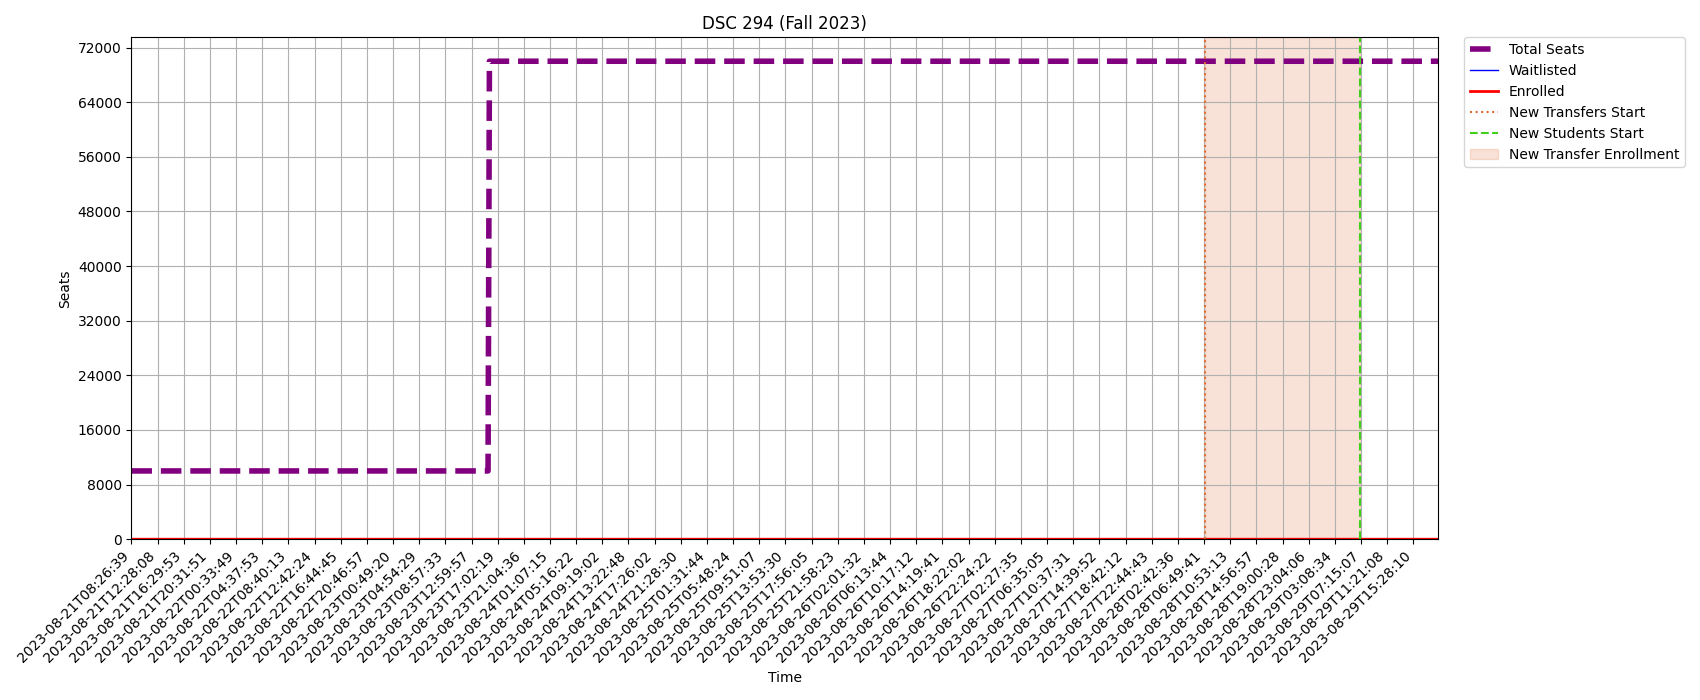 DSC 294 (Fall 2023)
72000
64000
56000
48000
40000
32000
24000
16000
8000
0
Seats
2023-08-21T08:26:39
2023-08-21T12:28:08
2023-08-21T16:29:53
2023-08-21T20:31:51
2023-08-22T00:33:49
2023-08-22T04:37:53
2023-08-22T08:40:13
2023-08-22T12:42:24
2023-08-22T16:44:45
2023-08-22T20:46:57
2023-08-23T00:49:20
2023-08-23T04:54:29
2023-08-23T08:57:33
2023-08-23T12:59:57
2023-08-23T17:02:19
2023-08-23T21:04:36
2023-08-24T01:07:15
2023-08-24T05:16:22
2023-08-24T09:19:02
2023-08-24T13:22:48
2023-08-24T17:26:02
2023-08-24T21:28:30
2023-08-25T01:31:44
2023-08-25T05:48:24
2023-08-25T09:51:07
2023-08-25T13:53:30
2023-08-25T17:56:05
2023-08-25T21:58:23
2023-08-26T02:01:32
2023-08-26T06:13:44
2023-08-26T10:17:12
2023-08-26T14:19:41
2023-08-26T18:22:02
2023-08-26T22:24:22
2023-08-27T02:27:35
2023-08-27T06:35:05
2023-08-27T10:37:31
2023-08-27T14:39:52
2023-08-27T18:42:12
2023-08-27T22:44:43
2023-08-28T02:42:36
2023-08-28T06:49:41
2023-08-28T10:53:13
2023-08-28T14:56:57
2023-08-28T19:00:28
2023-08-28T23:04:06
2023-08-29T03:08:34
2023-08-29T07:15:07
2023-08-29T11:21:08
2023-08-29T15:28:10
Time
Total Seats
Waitlisted
Enrolled
New Transfers Start
New Students Start
New Transfer Enrollment